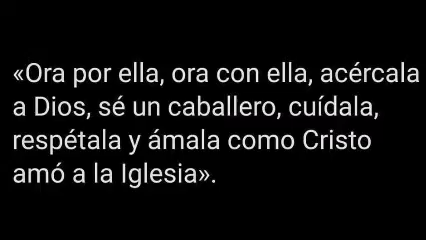 «Ora por ella, ora con ella, acércala
a Dios, sé un caballero, cuídala,
respétala y ámala como Cristo
amó a la Iglesia».